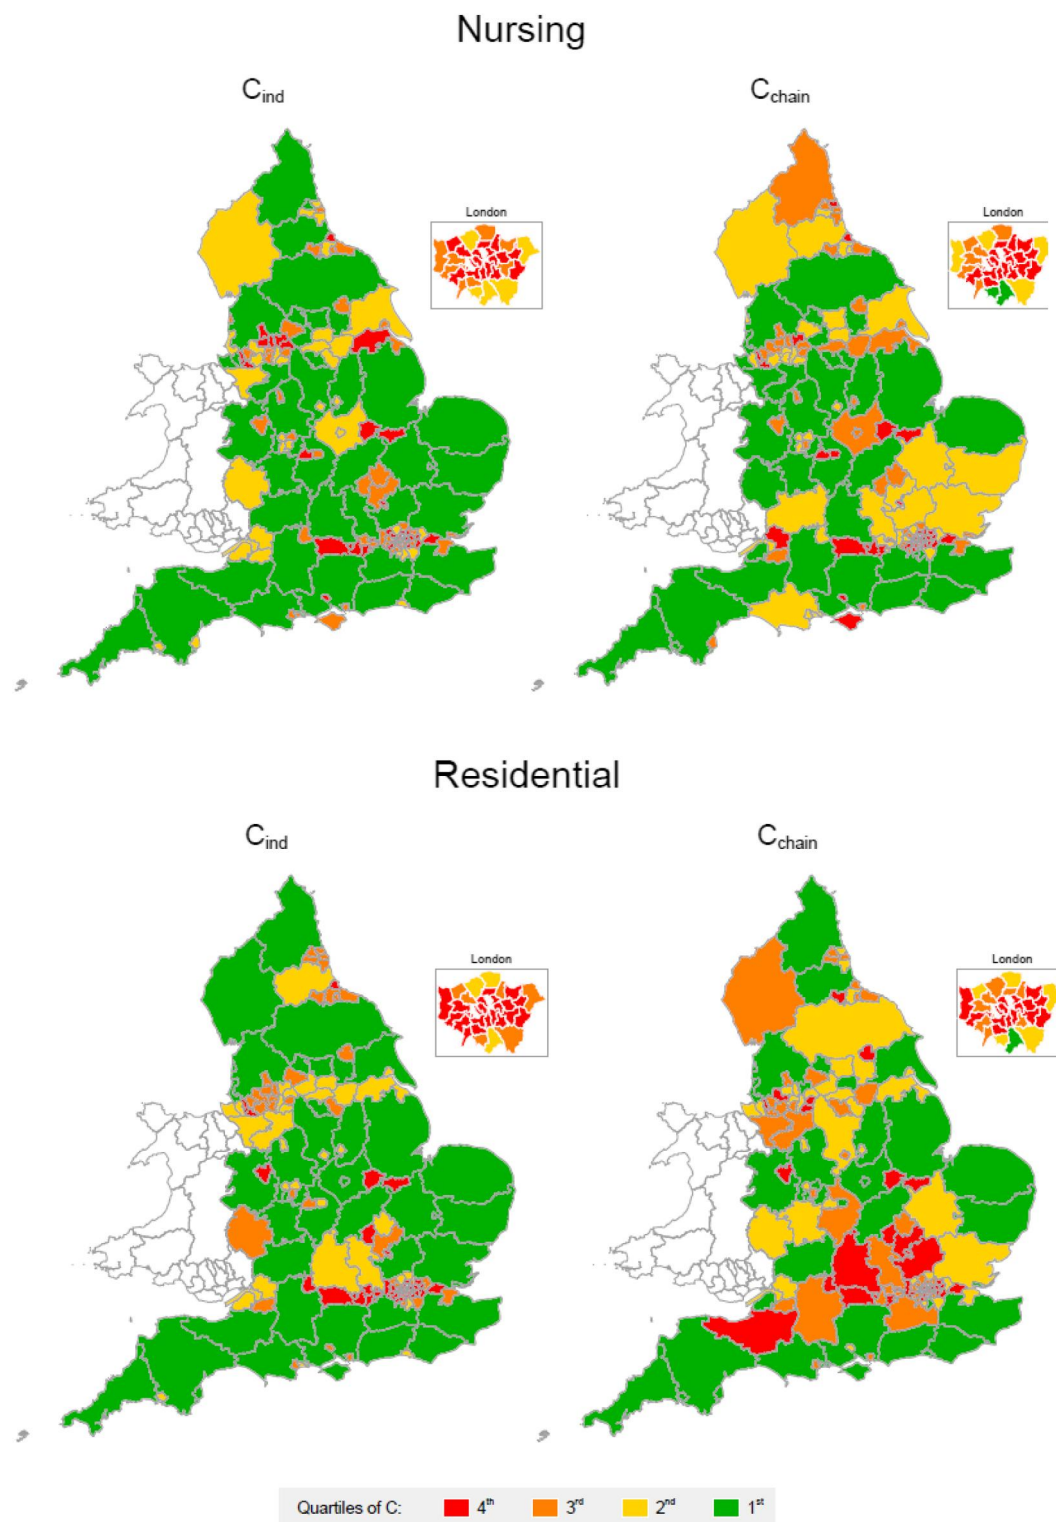 Nursing
C_ind C_chain
London London
Residential
C_ind C_chain
London London
Quartiles of C: 4th 3rd 2nd 1st